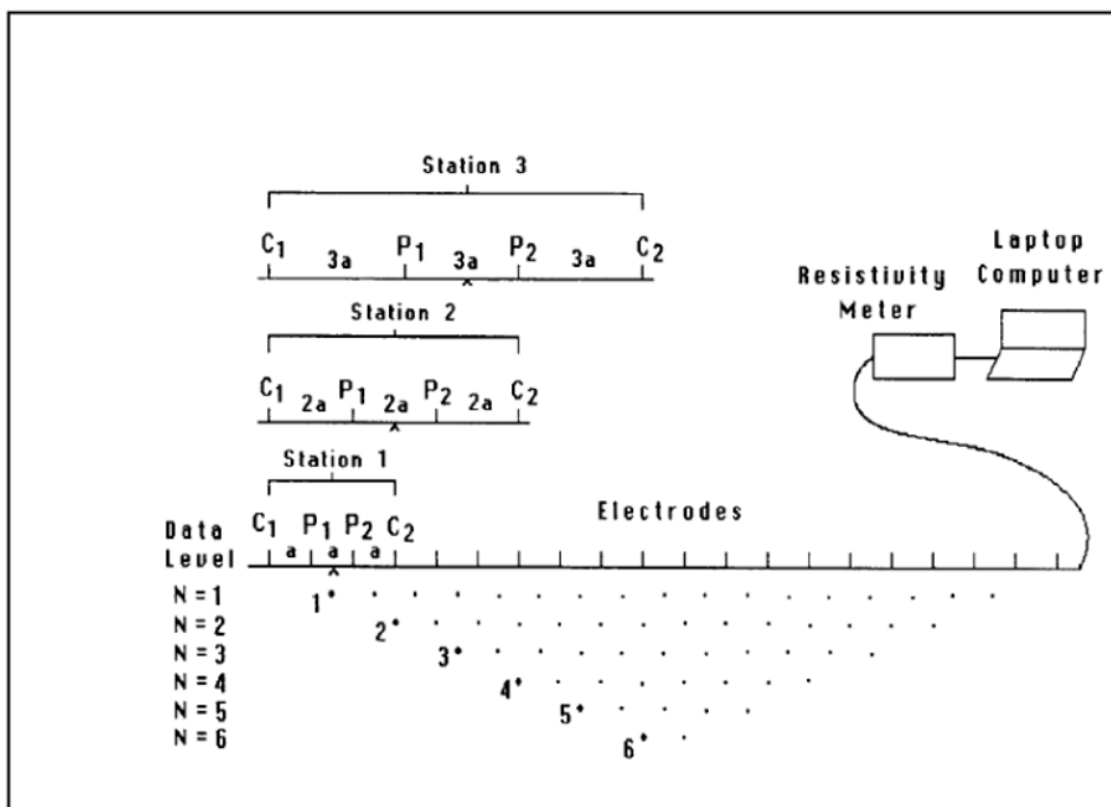 Station 3
C1 3a P1 3a P2 3a C2
Laptop
Computer
Resistivity
Meter
Station 2
C1 2a P1 2a P2 2a C2
Station 1
C1 P1 P2 C2
a a a
Electrodes
Data
Level
N = 1 1
N = 2 2
N = 3 3
N = 4 4
N = 5 5
N = 6 6